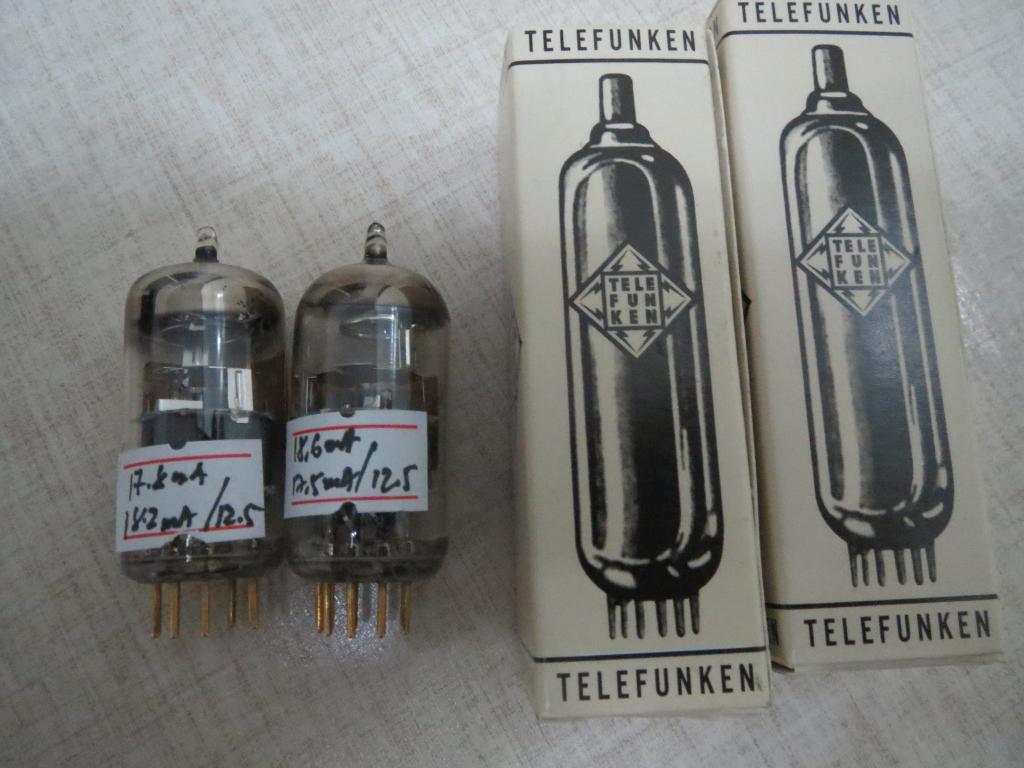 17.8mA
18.2mA/12.5
18.6mA
17.5mA/12.5
TELEFUNKEN
TELE
FUN
KEN
TELEFUNKEN
TELEFUNKEN
TELE
FUN
KEN
TELEFUNKEN